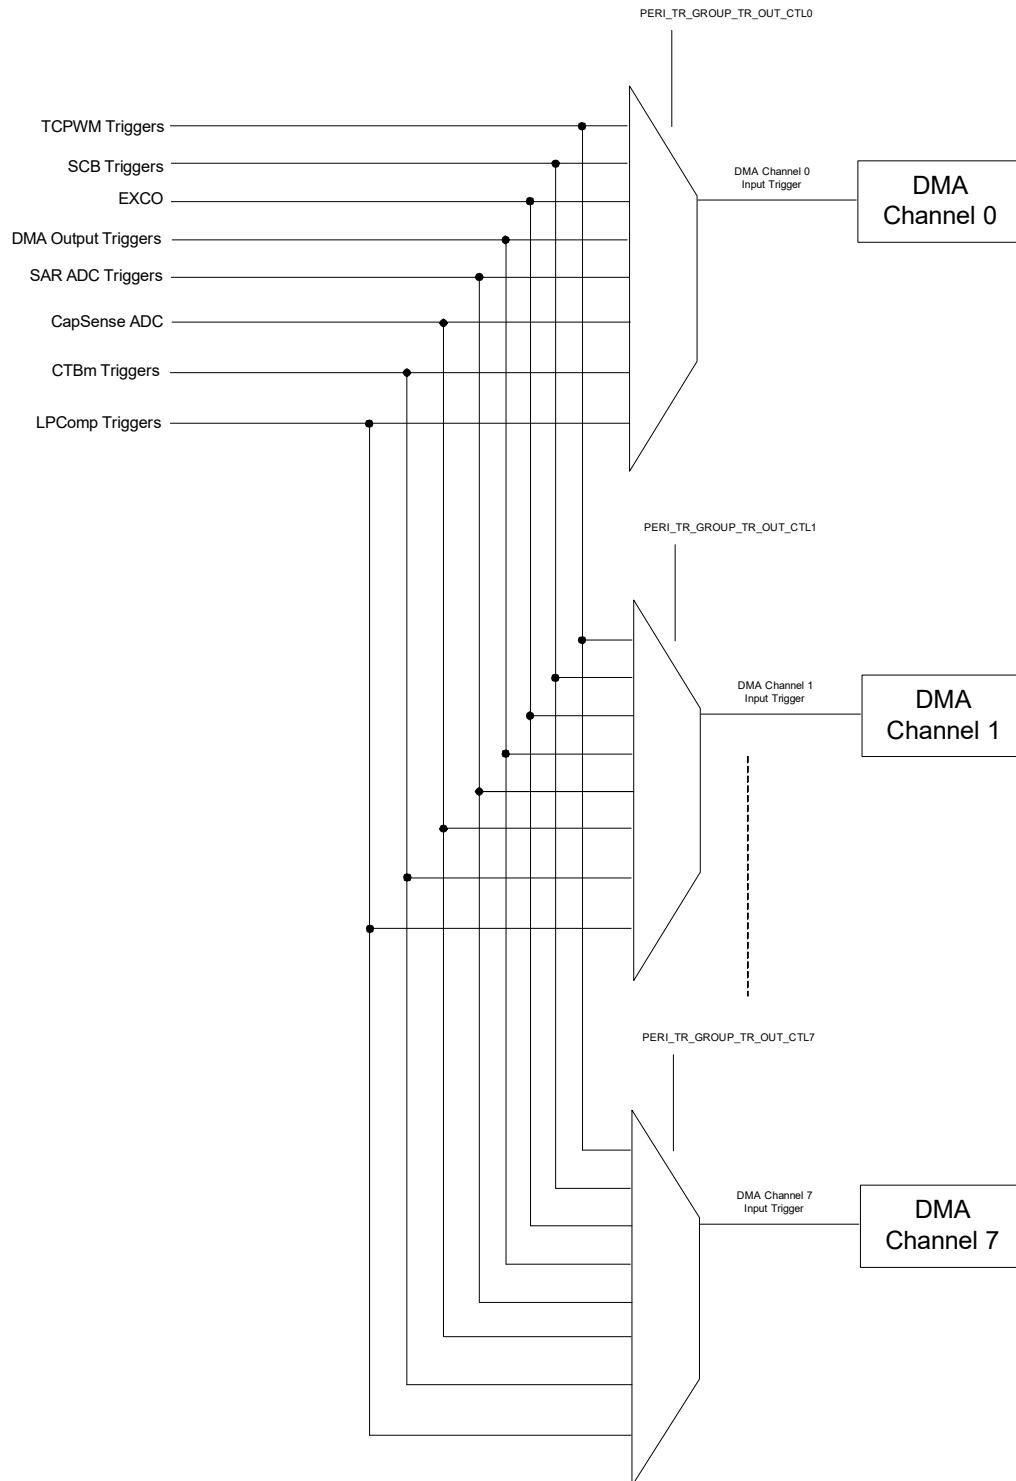 PERI_TR_GROUP_TR_OUT_CTL0
TCPWM Triggers
SCB Triggers
EXCO
DMA Output Triggers
SAR ADC Triggers
CapSense ADC
CTBm Triggers
LPComp Triggers
DMA Channel 0
Input Trigger
DMA
Channel 0
PERI_TR_GROUP_TR_OUT_CTL1
DMA Channel 1
Input Trigger
DMA
Channel 1
PERI_TR_GROUP_TR_OUT_CTL7
DMA Channel 7
Input Trigger
DMA
Channel 7